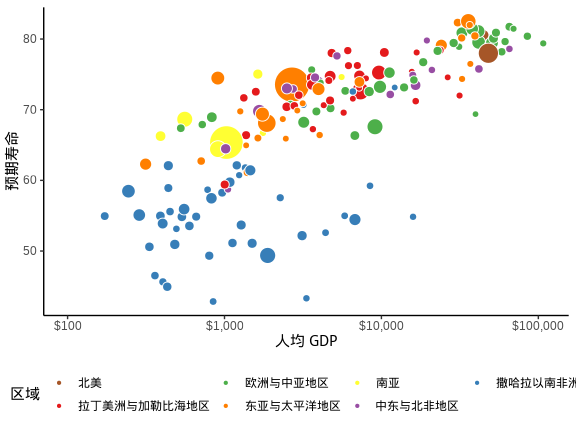 80
70
60
50
预期寿命
$100
$1,000
$10,000
$100,000
人均 GDP
区域
北美
欧洲与中亚地区
南亚
撒哈拉以南非洲
拉丁美洲与加勒比海地区
东亚与太平洋地区
中东与北非地区